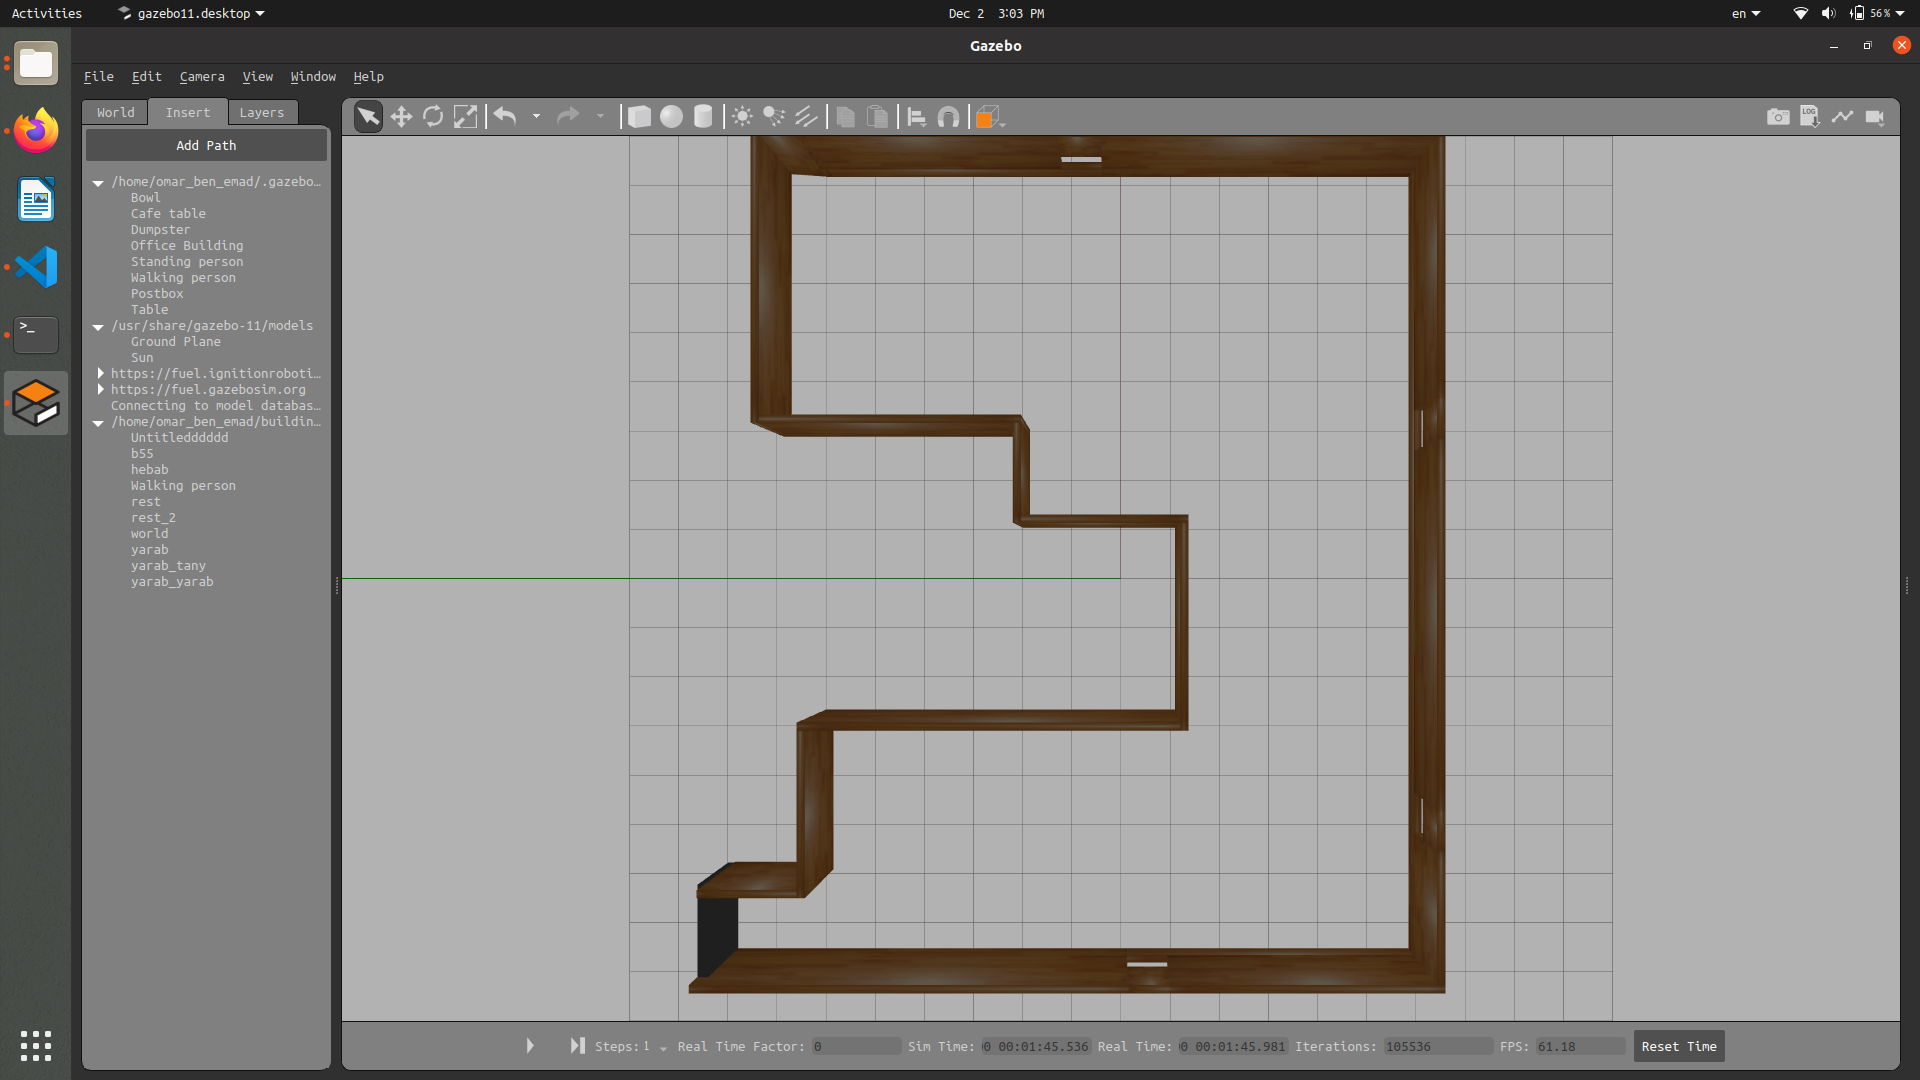 Activities gazebo11.desktop Dec 2 3:03 PM en 56%
Gazebo
File Edit Camera View Window Help
World Insert Layers
Add Path
/home/omar_ben_emad/.gazebo…
Bowl
Cafe table
Dumpster
Office Building
Standing person
Walking person
Postbox
Table
/usr/share/gazebo-11/models
Ground Plane
Sun
https://fuel.ignitionroboti…
https://fuel.gazebosim.org
Connecting to model databas…
/home/omar_ben_emad/buildin…
Untitledddddd
b55
hebab
Walking person
rest
rest_2
world
yarab
yarab_tany
yarab_yarab
LOG
Steps: 1 Real Time Factor: 0 Sim Time: 00 00:01:45.536 Real Time: 00 00:01:45.981 Iterations: 105536 FPS: 61.18 Reset Time